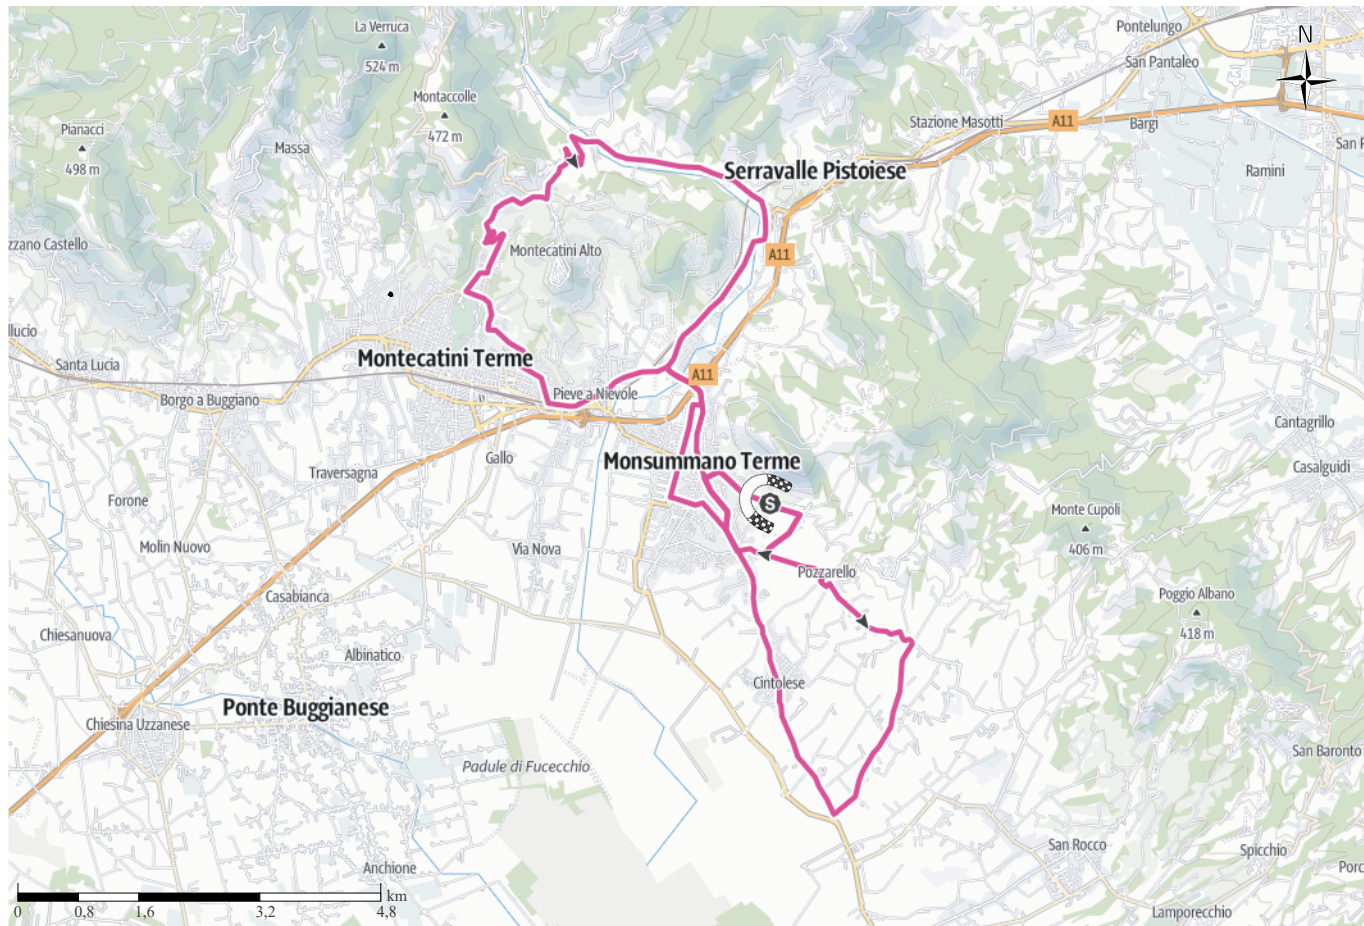 La Verruca
524 m
Pontelungo
N
San Pantaleo
Montaccolle
472 m
Pianacci
498 m
Massa
Stazione Masotti
A11
Bargi
San P
Serravalle Pistoiese
Ramini
zzano Castello
Montecatini Alto
A11
llucio
Santa Lucia
Montecatini Terme
A11
Borgo a Buggiano
Pieve a Nievole
Cantagrillo
Gallo
Monsummano Terme
Traversagna
Casalguidi
Forone
S
Monte Cupoli
406 m
Molin Nuovo
Via Nova
Pozzarello
Casabianca
Poggio Albano
418 m
Chiesanuova
Albinatico
Cintolese
Ponte Buggianese
Chiesina Uzzanese
San Baronto
Padule di Fucecchio
San Rocco
Spicchio
Anchione
Porc
km
0 0,8 1,6 3,2 4,8
Lamporecchio